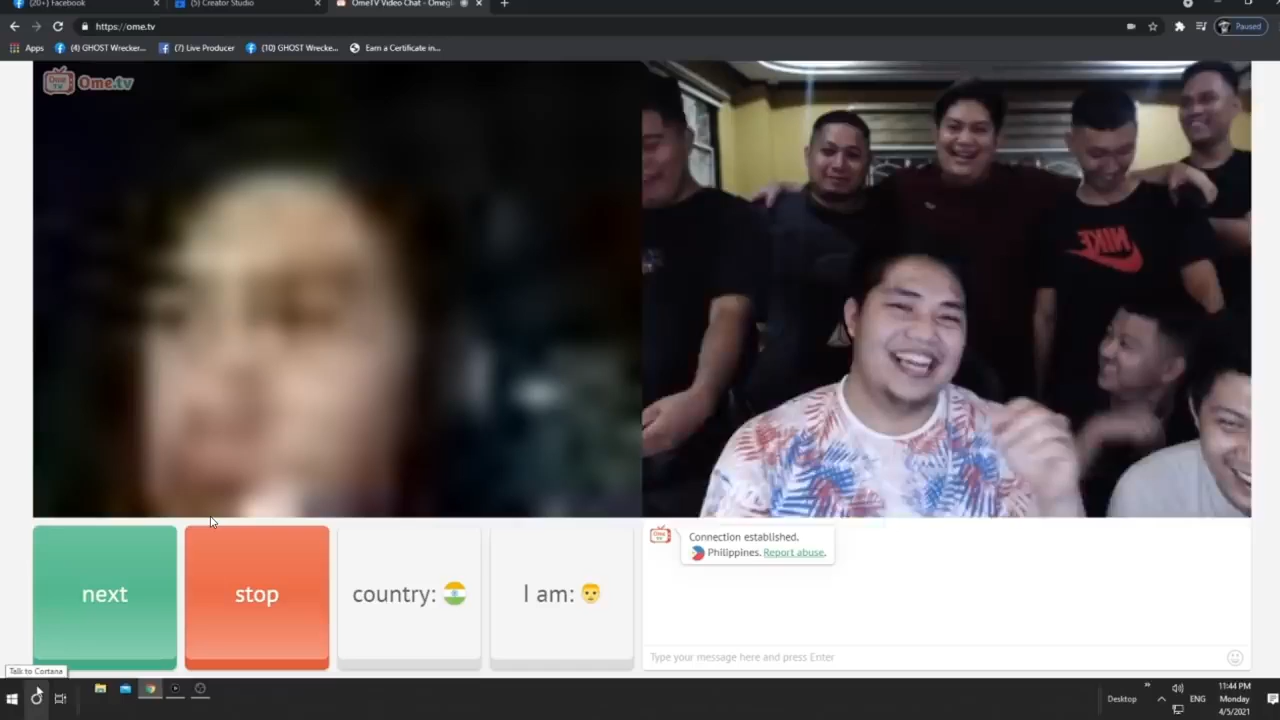 (20+) Facebook
(5) Creator Studio
OmeTV Video Chat - Omegl
https://ome.tv
Paused
Apps
(4) GHOST Wrecker...
(7) Live Producer
(10) GHOST Wrecke...
Earn a Certificate in...
Ome.tv
NIKE
Connection established.
Philippines. Report abuse.
next
stop
country:
I am:
Type your message here and press Enter
Talk to Cortana
Desktop
ENG
11:44 PM
Monday
4/5/2021